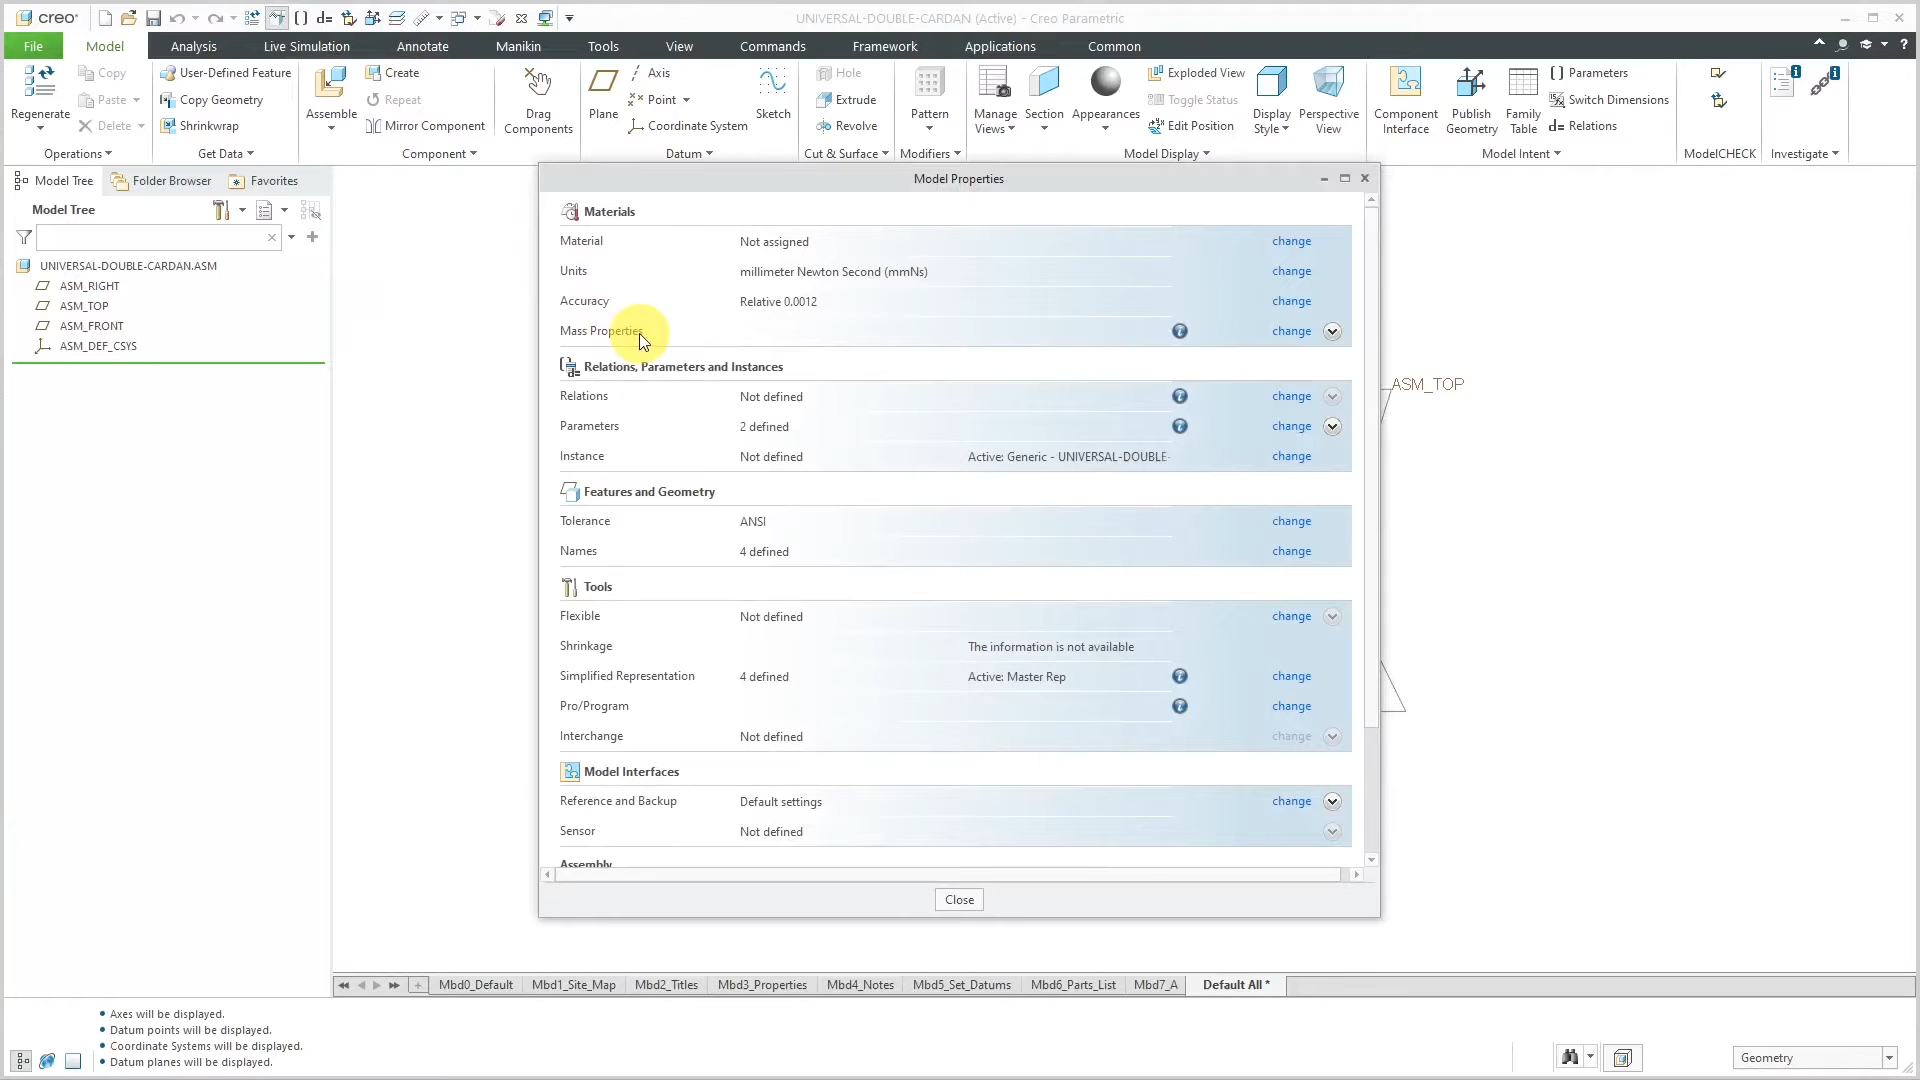 creo·
UNIVERSAL-DOUBLE-CARDAN (Active) - Creo Parametric
File Model Analysis Live Simulation Annotate Manikin Tools View Commands Framework Applications Common
Regenerate
Copy
Paste
Delete
Operations
User-Defined Feature
Copy Geometry
Shrinkwrap
Get Data
Assemble
Create
Repeat
Mirror Component
Component
Drag Components
Plane
Axis
Point
Coordinate System
Sketch
Datum
Hole
Extrude
Revolve
Cut & Surface
Pattern
Modifiers
Manage Views
Section
Appearances
Exploded View
Toggle Status
Edit Position
Display Style
Perspective View
Model Display
Component Interface
Publish Geometry
Family Table
Parameters
Switch Dimensions
d= Relations
Model Intent
ModelCHECK
Investigate
Model Tree Folder Browser Favorites
Model Tree
UNIVERSAL-DOUBLE-CARDAN.ASM
ASM_RIGHT
ASM_TOP
ASM_FRONT
ASM_DEF_CSYS
Model Properties
Materials
Material Not assigned change
Units millimeter Newton Second (mmNs) change
Accuracy Relative 0.0012 change
Mass Properties change
Relations, Parameters and Instances
Relations Not defined change
Parameters 2 defined change
Instance Not defined Active: Generic - UNIVERSAL-DOUBLE- change
Features and Geometry
Tolerance ANSI change
Names 4 defined change
Tools
Flexible Not defined change
Shrinkage The information is not available
Simplified Representation 4 defined Active: Master Rep change
Pro/Program change
Interchange Not defined change
Model Interfaces
Reference and Backup Default settings change
Sensor Not defined
Assembly
Close
ASM_TOP
Mbd0_Default Mbd1_Site_Map Mbd2_Titles Mbd3_Properties Mbd4_Notes Mbd5_Set_Datums Mbd6_Parts_List Mbd7_A Default All *
• Axes will be displayed.
• Datum points will be displayed.
• Coordinate Systems will be displayed.
• Datum planes will be displayed.
Geometry